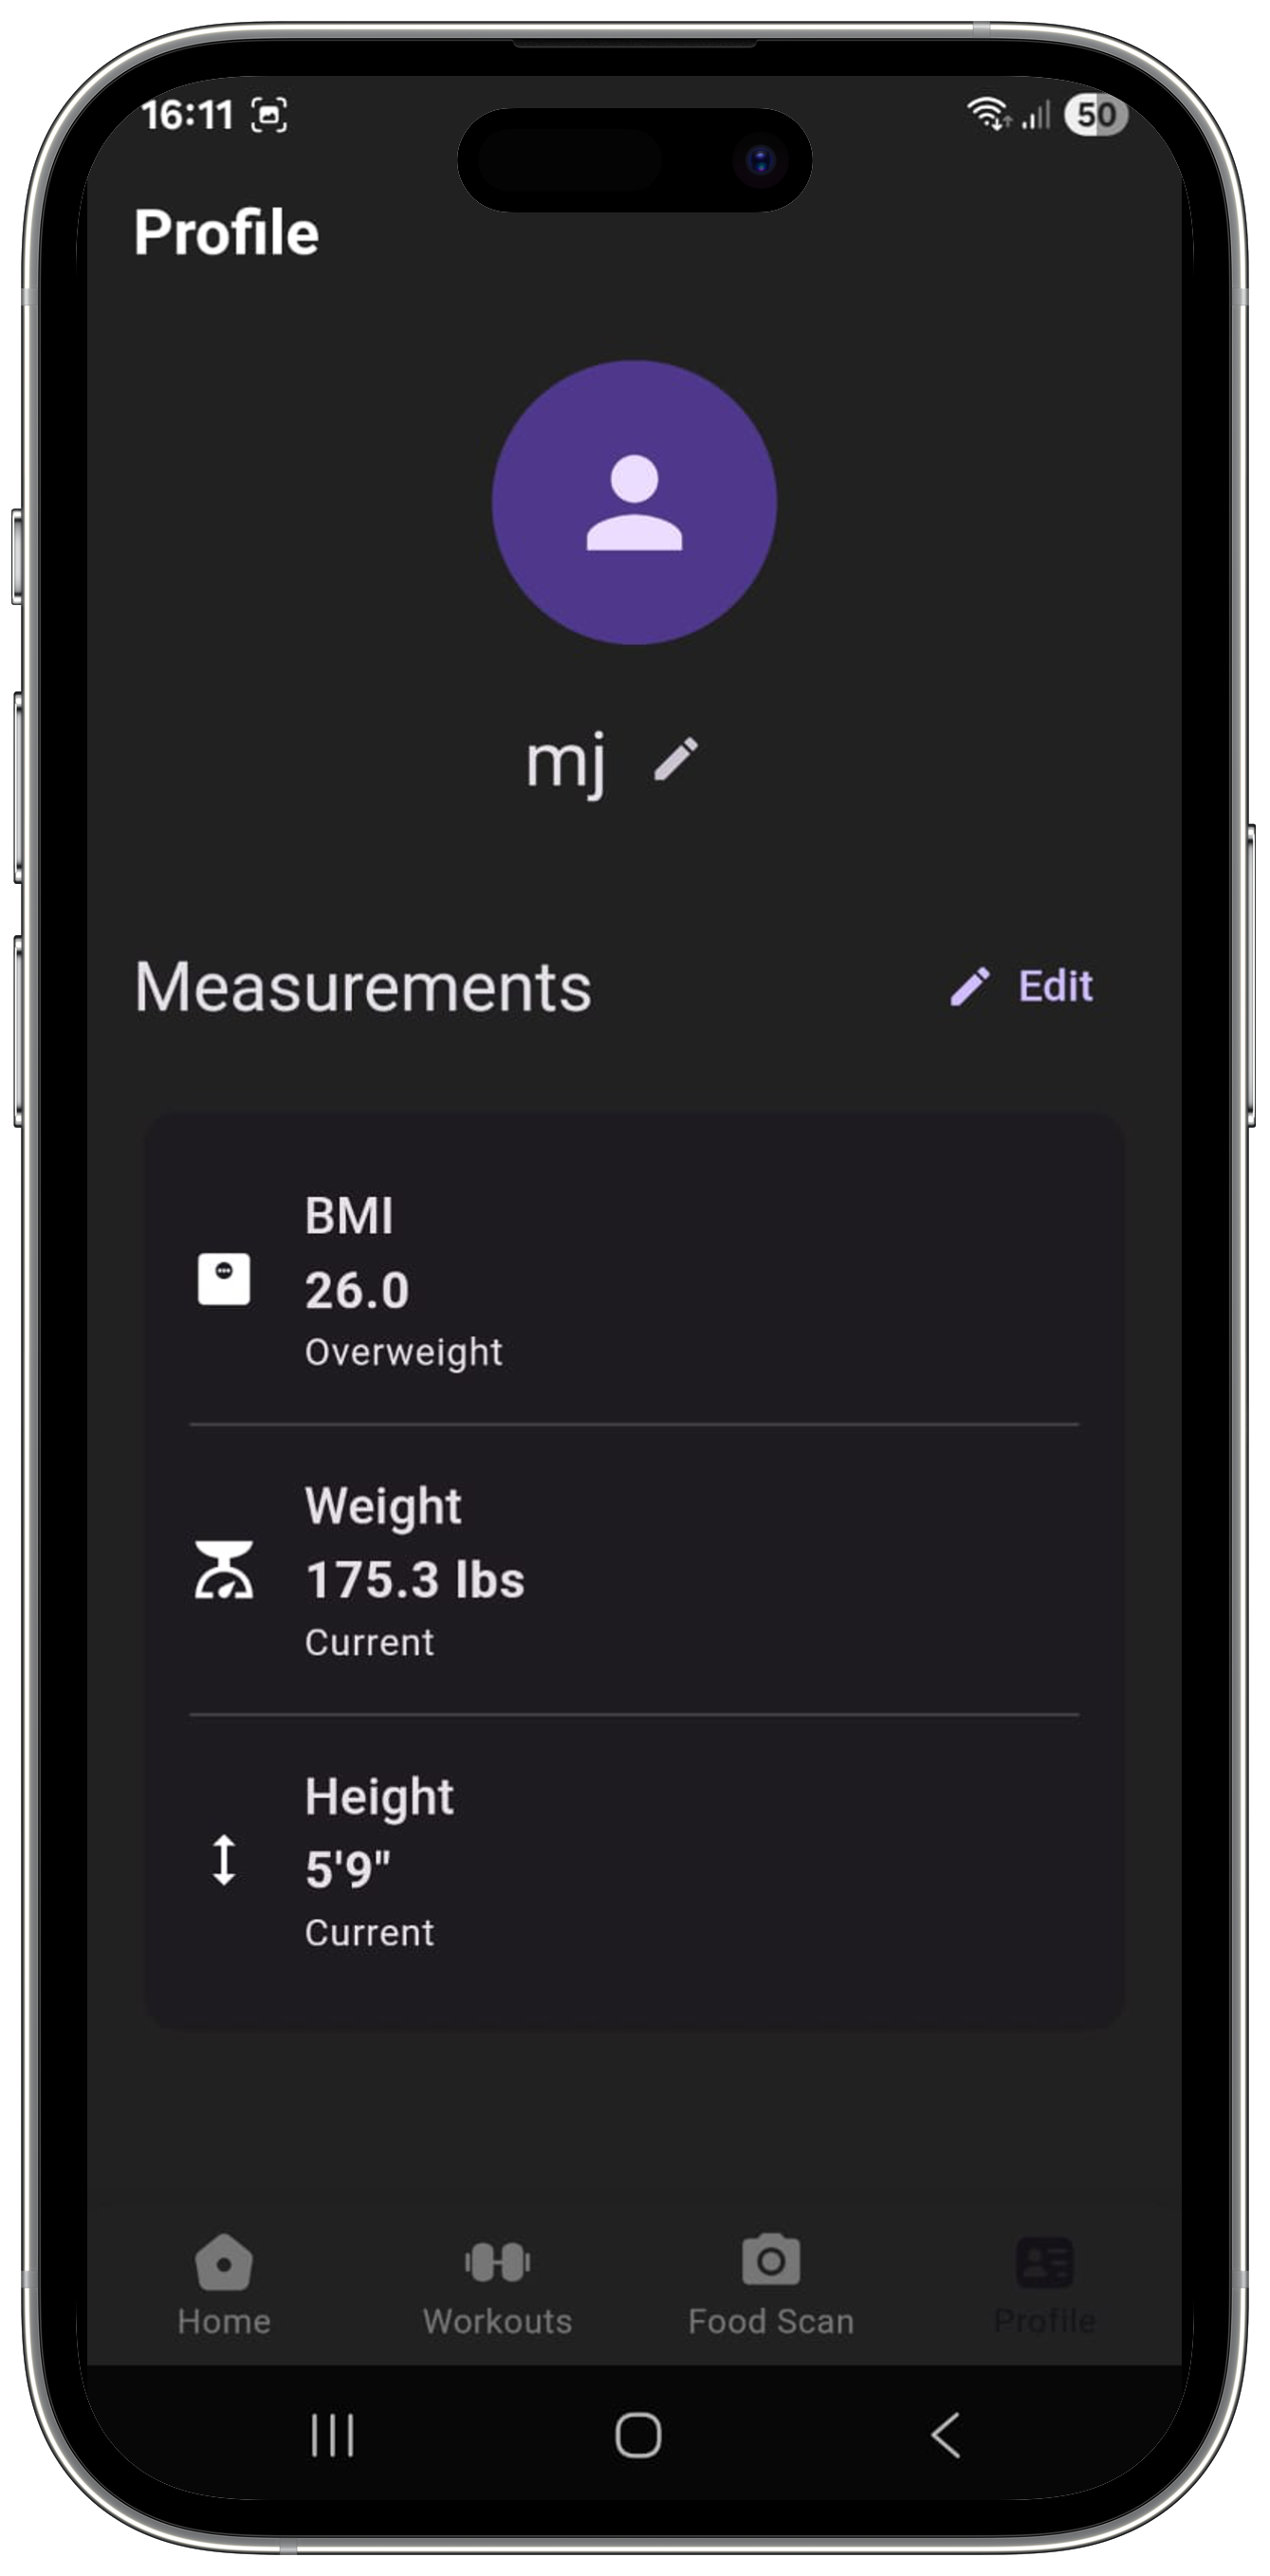 16:11
50
Profile
mj
Measurements
Edit
BMI
26.0
Overweight
Weight
175.3 lbs
Current
Height
5'9"
Current
Home
Workouts
Food Scan
Profile